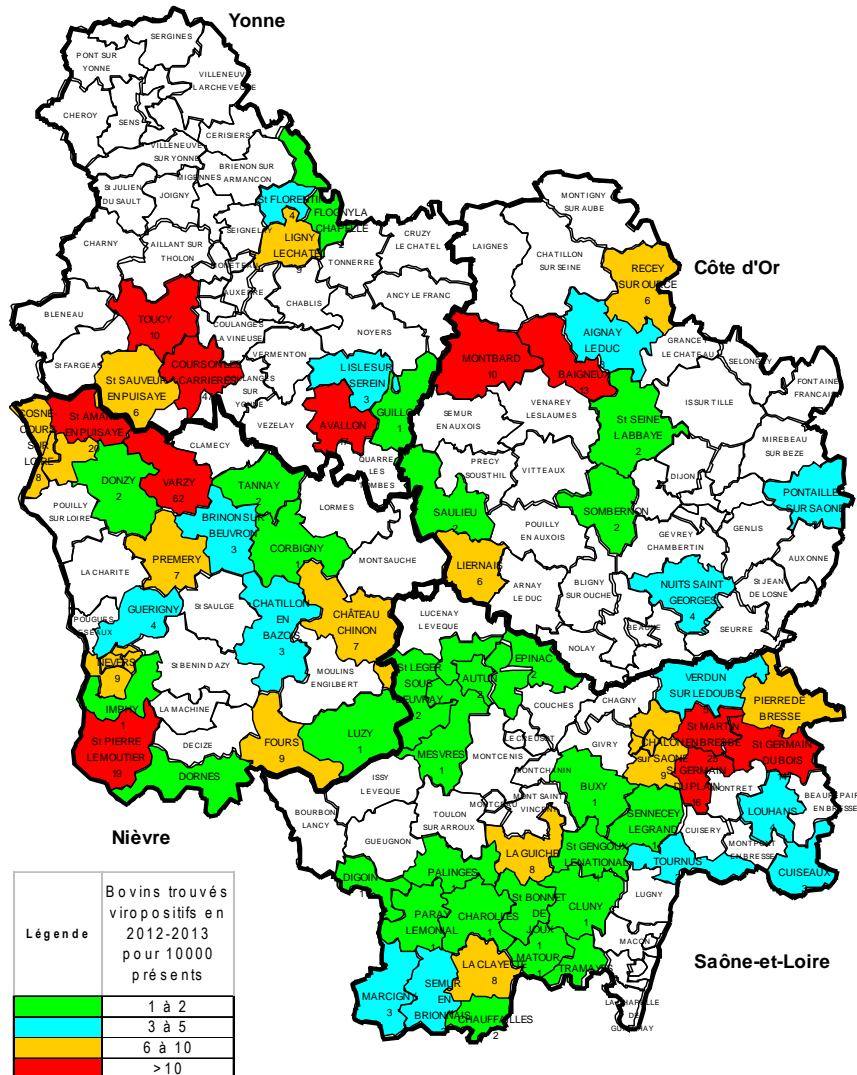 Yonne
SERGINES
PONT SUR
YONNE
VILLENEUV
L ARCHEVECQUE
CHEROY
SENS
CERISIERS
VILLENEUVE
SUR YONNE
BRIENON SUR
ARMANCON
MIGENNES
St JULIEN
DU SAULT
JOIGNY
St FLORENTIN
4
FLOGNY LA
CHAPELLE
2
SEIGNELAY
LIGNY
LE CHATEL
9
CRUZY
LE CHATEL
TONNERRE
CHARNY
AILLANT SUR
THOLON
AUXERRE
CHABLIS
ANCY LE FRANC
BLENEAU
TOUCY
10
COULANGES
LA VINEUSE
NOYERS
St FARGEAU
St SAUVEUR
EN PUISAYE
6
COURSON LES
CARRIERES
VERMENTON
YONNE
L ISLE SUR
SEREIN
3
GUILLON
1
AVALLON
VEZELAY
QUARRE
LES
TOMBES
Côte d'Or
MONTIGNY
SUR AUBE
LAIGNES
CHATILLON
SUR SEINE
RECEY
SUR OURCE
6
AIGNAY
LE DUC
GRANCEY
LE CHATEAU
SELONGEY
MONTBARD
10
BAIGNEUX
13
FONTAINE
FRANCAIS
IS SUR TILLE
SEMUR
EN AUXOIS
VENAREY
LES LAUMES
St SEINE
L ABBAYE
2
MIREBEAU
SUR BEZE
PRECY
SOUS THIL
VITTEAUX
DIJON
PONTAILLER
SUR SAONE
SAULIEU
2
SOMBERNON
2
POUILLY
EN AUXOIS
GEVREY
CHAMBERTIN
GENLIS
AUXONNE
LIERNAIS
6
ARNAY
LE DUC
BLIGNY
SUR OUCHE
NUITS SAINT
GEORGES
4
St JEAN
DE LOSNE
BEAUNE
SEURRE
NOLAY
COSNE
COURS
SUR
LOIRE
8
St AMAND
EN PUISAYE
CLAMECY
DONZY
2
VARZY
62
TANNAY
2
POUILLY
SUR LOIRE
BRINON SUR
BEUVRON
3
LORMES
CORBIGNY
1
MONTSAUCHE
LA CHARITE
PREMERY
7
GUERIGNY
4
St SAULGE
CHATILLON
EN
BAZOIS
3
CHÂTEAU
CHINON
7
POUGUES
NEVERS
9
St BENIN D AZY
MOULINS
ENGILBERT
IMPHY
1
LA MACHINE
St PIERRE
LE MOUTIER
19
DECIZE
FOURS
9
LUZY
1
DORNES
Nièvre
LUCENAY
L EVEQUE
EPINAC
2
St LEGER
SOUS
BEUVRAY
2
AUTUN
2
COUCHES
CHAGNY
VERDUN
SUR LE DOUBS
PIERRE DE
BRESSE
LE CREUSOT
GIVRY
CHALON
sur SAONE
9
St MARTIN
EN BRESSE
St GERMAIN
DU BOIS
MESVRES
1
MONTCENIS
MONTCHANIN
St GERMAIN
DU PLAIN
16
MONTRET
BEAUREPAIRE
EN BRESSE
ISSY
L EVEQUE
MONT SAINT
VINCENT
MONTCEAU
BUXY
1
SENNECEY
LE GRAND
1
LOUHANS
CUISERY
BOURBON
LANCY
TOULON
SUR ARROUX
GUEUGNON
LA GUICHE
8
St GENGOUX
LE NATIONAL
TOURNUS
MONTPONT
EN BRESSE
CUISEAUX
3
DIGOIN
1
PALINGES
LUGNY
PARAY
LE MONIAL
CHAROLLES
1
St BONNET
DE
JOUX
1
CLUNY
1
MACON
MATOUR
1
TRAMAYES
LA CLAYETTE
8
MARCIGNY
3
SEMUR
EN
BRIONNAIS
CHAUFFAILLES
2
LA CHAPELLE
DE
GUINCHAY
Saône-et-Loire
Légende
Bovins trouvés
viropositifs en
2012-2013
pour 10000
présents
1 à 2
3 à 5
6 à 10
>10